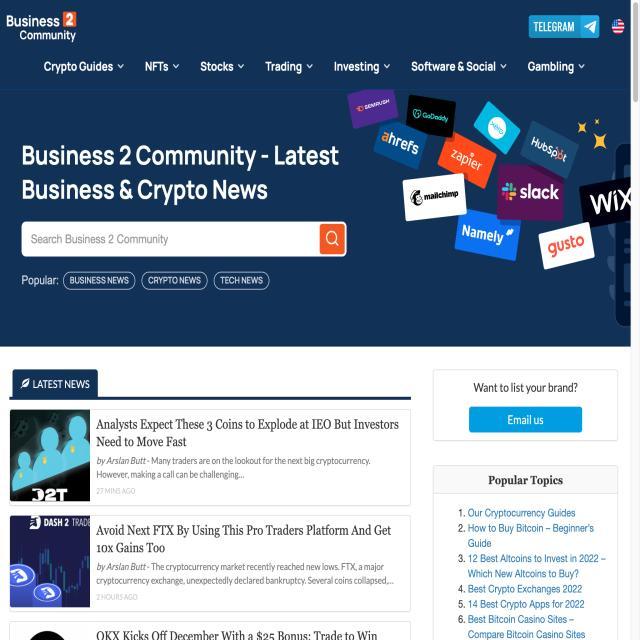 Business 2
Community
TELEGRAM
Crypto Guides
NFTs
Stocks
Trading
Investing
Software & Social
Gambling
SEMRUSH
GoDaddy
xero
ahrefs
zapier
HubSpot
mailchimp
slack
WiX
Namely
gusto
Business 2 Community - Latest
Business & Crypto News
Search Business 2 Community
Popular:
BUSINESS NEWS
CRYPTO NEWS
TECH NEWS
LATEST NEWS
D2T
Analysts Expect These 3 Coins to Explode at IEO But Investors
Need to Move Fast
by Arslan Butt - Many traders are on the lookout for the next big cryptocurrency.
However, making a call can be challenging...
27 MINS AGO
DASH 2 TRADE
Avoid Next FTX By Using This Pro Traders Platform And Get
10x Gains Too
by Arslan Butt - The cryptocurrency market recently reached new lows. FTX, a major
cryptocurrency exchange, unexpectedly declared bankruptcy. Several coins collapsed,...
2 HOURS AGO
OKX Kicks Off December With a $25 Bonus: Trade to Win
Want to list your brand?
Email us
Popular Topics
1. Our Cryptocurrency Guides
2. How to Buy Bitcoin – Beginner's
Guide
3. 12 Best Altcoins to Invest in 2022 –
Which New Altcoins to Buy?
4. Best Crypto Exchanges 2022
5. 14 Best Crypto Apps for 2022
6. Best Bitcoin Casino Sites –
Compare Bitcoin Casino Sites